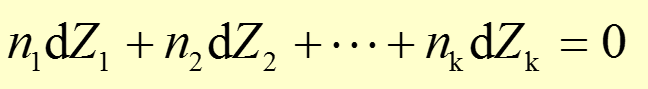 n₁dZ₁ + n₂dZ₂ + ⋯ + nₖdZₖ = 0